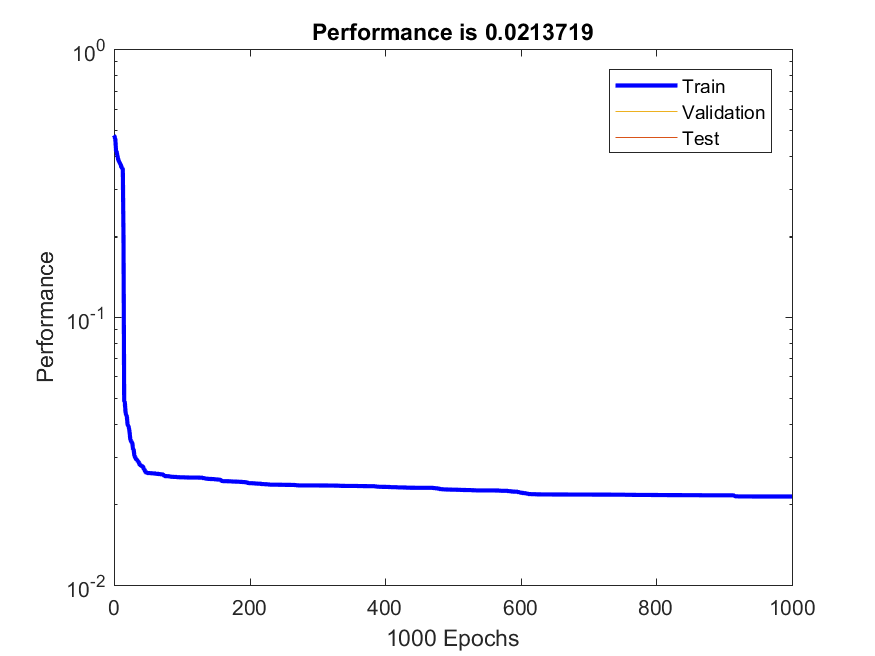 Performance is 0.0213719
10^0
Train
Validation
Test
Performance
10^-1
10^-2
0 200 400 600 800 1000
1000 Epochs